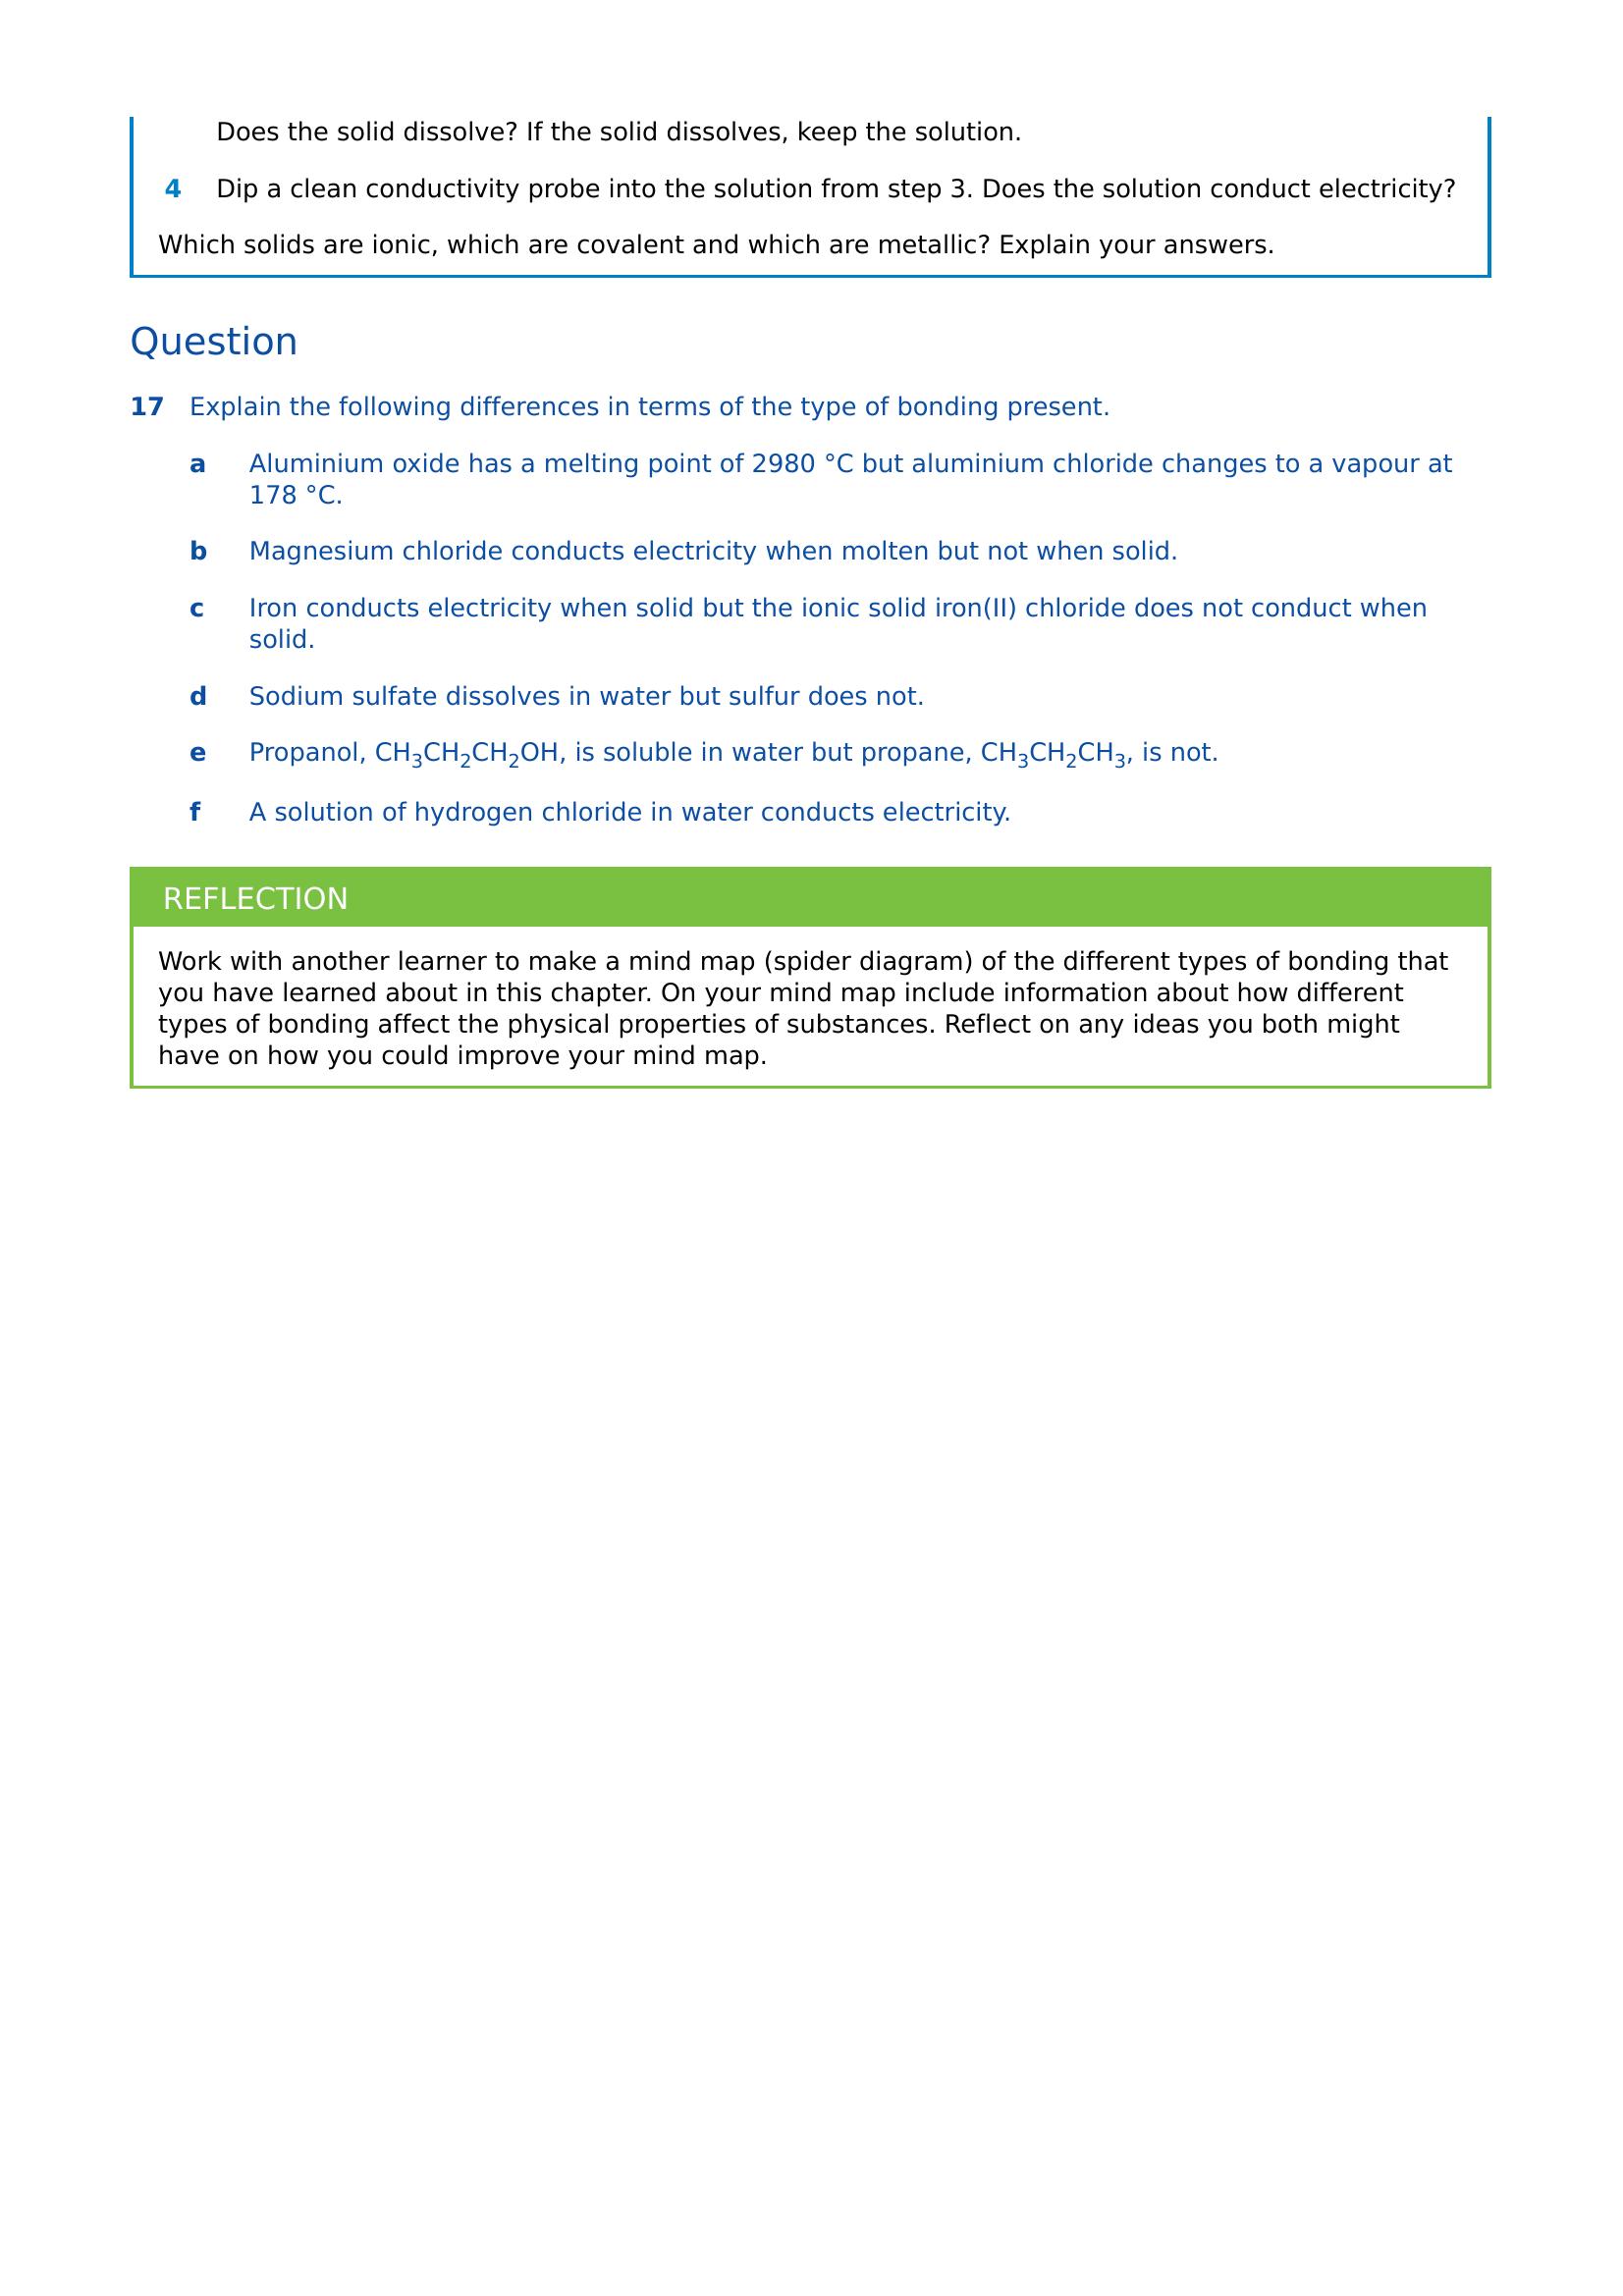 Does the solid dissolve? If the solid dissolves, keep the solution.
4 Dip a clean conductivity probe into the solution from step 3. Does the solution conduct electricity?
Which solids are ionic, which are covalent and which are metallic? Explain your answers.
Question
17 Explain the following differences in terms of the type of bonding present.
a Aluminium oxide has a melting point of 2980 °C but aluminium chloride changes to a vapour at
178 °C.
b Magnesium chloride conducts electricity when molten but not when solid.
c Iron conducts electricity when solid but the ionic solid iron(II) chloride does not conduct when
solid.
d Sodium sulfate dissolves in water but sulfur does not.
e Propanol, CH₃CH₂CH₂OH, is soluble in water but propane, CH₃CH₂CH₃, is not.
f A solution of hydrogen chloride in water conducts electricity.
REFLECTION
Work with another learner to make a mind map (spider diagram) of the different types of bonding that
you have learned about in this chapter. On your mind map include information about how different
types of bonding affect the physical properties of substances. Reflect on any ideas you both might
have on how you could improve your mind map.